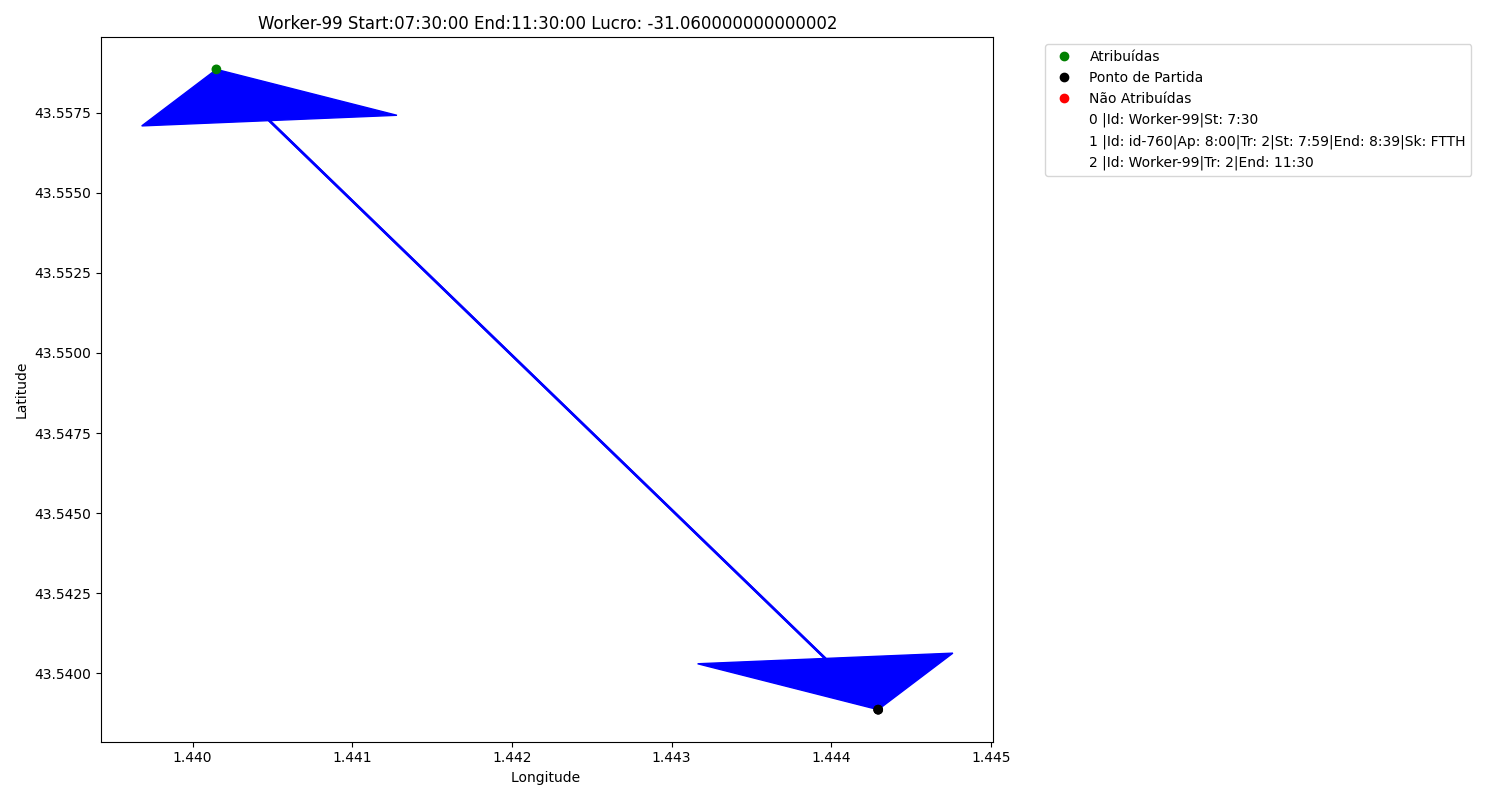 Worker-99 Start:07:30:00 End:11:30:00 Lucro: -31.060000000000002
Atribuídas
Ponto de Partida
Não Atribuídas
0 |Id: Worker-99|St: 7:30
1 |Id: id-760|Ap: 8:00|Tr: 2|St: 7:59|End: 8:39|Sk: FTTH
2 |Id: Worker-99|Tr: 2|End: 11:30
Latitude
43.5575
43.5550
43.5525
43.5500
43.5475
43.5450
43.5425
43.5400
1.440
1.441
1.442
1.443
1.444
1.445
Longitude